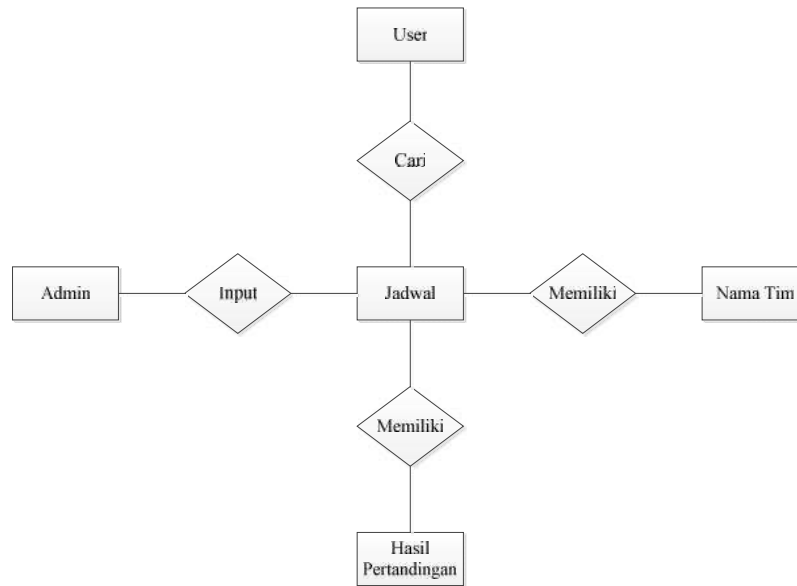 User
Cari
Admin
Input
Jadwal
Memiliki
Nama Tim
Memiliki
Hasil
Pertandingan